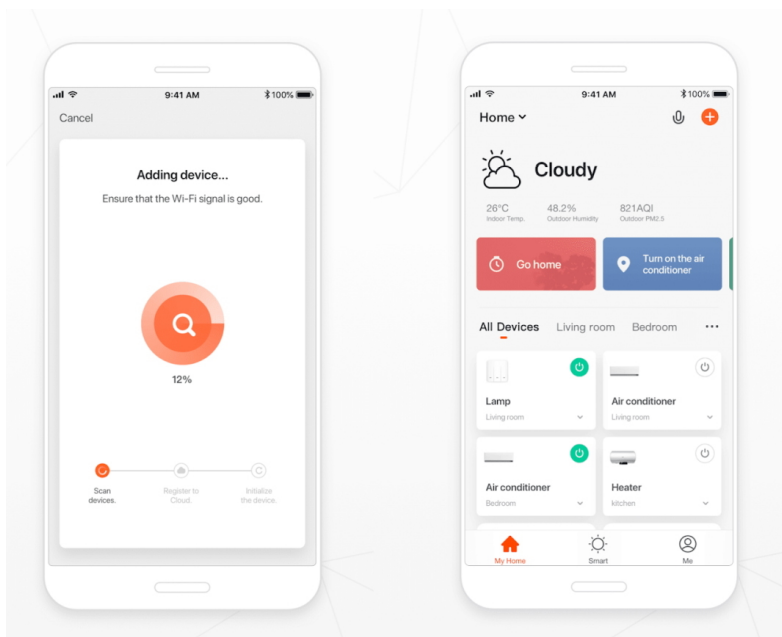 9:41 AM
100%
Cancel
Adding device...
Ensure that the Wi-Fi signal is good.
12%
Scan
devices.
Register to
Cloud.
Initialize
the device.
9:41 AM
100%
Home
Cloudy
26°C
48.2%
821AQI
Indoor Temp.
Outdoor Humidity
Outdoor PM2.5
Go home
Turn on the air
conditioner
All Devices Living room Bedroom
Lamp
Living room
Air conditioner
Living room
Air conditioner
Bedroom
Heater
kitchen
My Home
Smart
Me